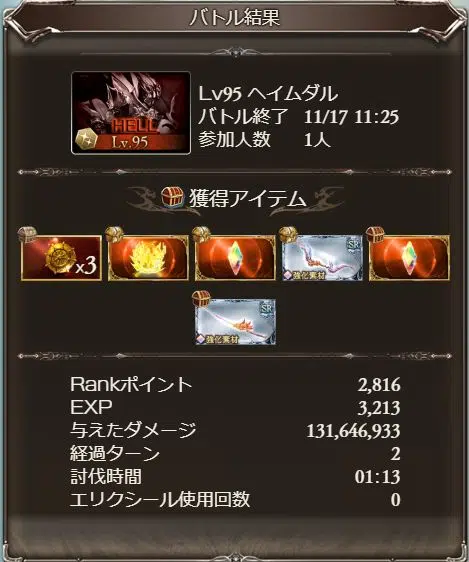 バトル結果
HELL
Lv.95
Lv95 ヘイムダル
バトル終了 11/17 11:25
参加人数 1人
獲得アイテム
x3
SR
強化素材
SR
強化素材
Rankポイント 2,816
EXP 3,213
与えたダメージ 131,646,933
経過ターン 2
討伐時間 01:13
エリクシール使用回数 0